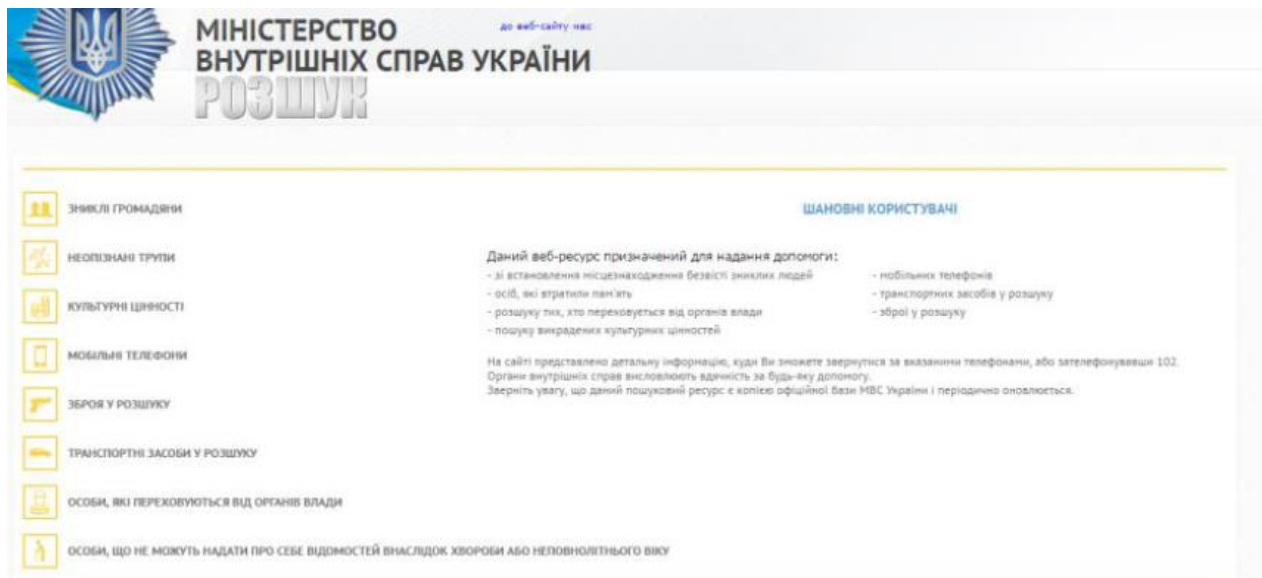 МІНІСТЕРСТВО
ВНУТРІШНІХ СПРАВ УКРАЇНИ
РОЗШУК
до веб-сайту мвс
ЗНИКЛІ ГРОМАДЯНИ
НЕОПІЗНАНІ ТРУПИ
КУЛЬТУРНІ ЦІННОСТІ
МОБІЛЬНІ ТЕЛЕФОНИ
ЗБРОЯ У РОЗШУКУ
ТРАНСПОРТНІ ЗАСОБИ У РОЗШУКУ
ОСОБИ, ЯКІ ПЕРЕХОВУЮТЬСЯ ВІД ОРГАНІВ ВЛАДИ
ОСОБИ, ЩО НЕ МОЖУТЬ НАДАТИ ПРО СЕБЕ ВІДОМОСТЕЙ ВНАСЛІДОК ХВОРОБИ АБО НЕПОВНОЛІТНЬОГО ВІКУ
ШАНОВНІ КОРИСТУВАЧІ
Даний веб-ресурс призначений для надання допомоги:
- зі встановлення місцезнаходження безвісті зниклих людей
- осіб, які втратили пам'ять
- розшуку тих, хто переховується від органів влади
- пошуку викрадених культурних цінностей
- мобільних телефонів
- транспортних засобів у розшуку
- зброї у розшуку
На сайті представлено детальну інформацію, куди Ви зможете звернутися за вказаними телефонами, або зателефонувавши 102.
Органи внутрішніх справ висловлюють вдячність за будь-яку допомогу.
Зверніть увагу, що даний пошуковий ресурс є копією офіційної бази МВС України і періодично оновлюється.